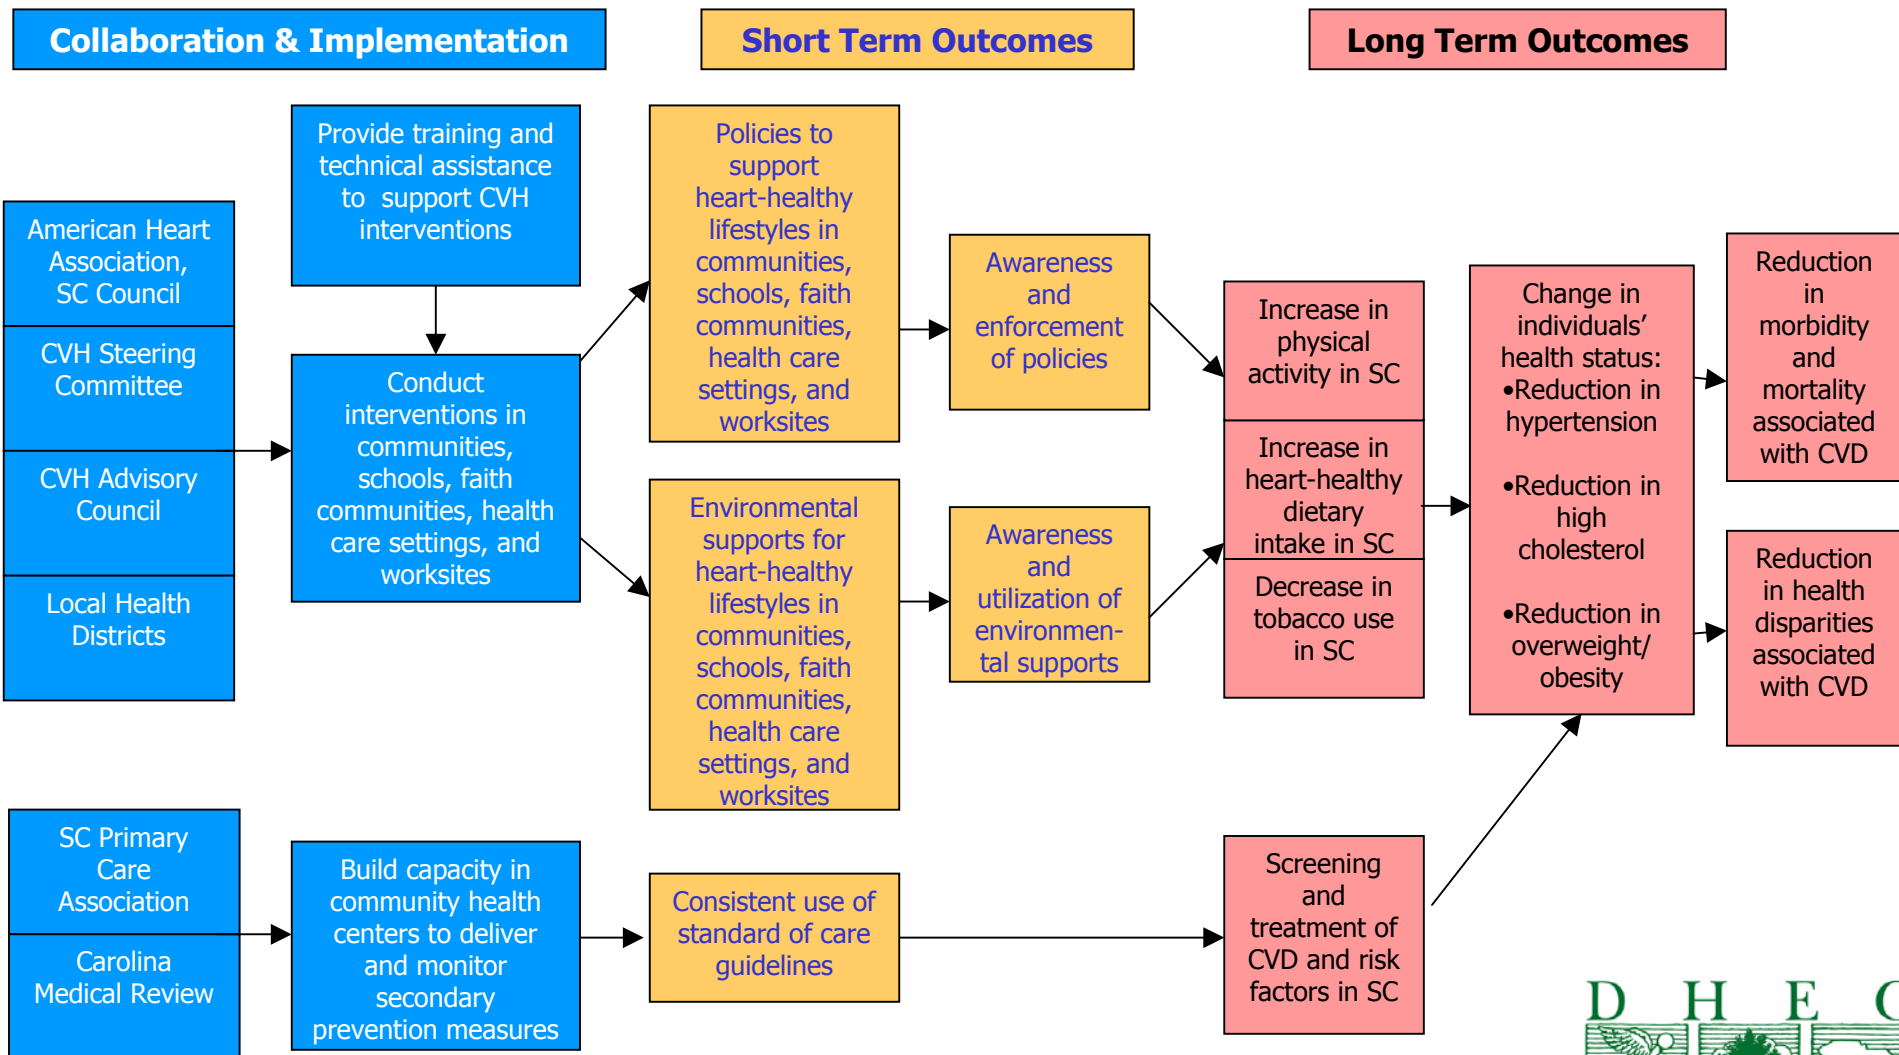 Collaboration & Implementation
Short Term Outcomes
Long Term Outcomes
American Heart
Association,
SC Council
CVH Steering
Committee
CVH Advisory
Council
Local Health
Districts
Provide training and
technical assistance
to support CVH
interventions
Conduct
interventions in
communities,
schools, faith
communities, health
care settings, and
worksites
Policies to
support
heart-healthy
lifestyles in
communities,
schools, faith
communities,
health care
settings, and
worksites
Environmental
supports for
heart-healthy
lifestyles in
communities,
schools, faith
communities,
health care
settings, and
worksites
Awareness
and
enforcement
of policies
Awareness
and
utilization of
environmen-
tal supports
Increase in
physical
activity in SC
Increase in
heart-healthy
dietary
intake in SC
Decrease in
tobacco use
in SC
Change in
individuals’
health status:
•Reduction in
hypertension
•Reduction in
high
cholesterol
•Reduction in
overweight/
obesity
Reduction
in
morbidity
and
mortality
associated
with CVD
Reduction
in health
disparities
associated
with CVD
SC Primary
Care
Association
Carolina
Medical Review
Build capacity in
community health
centers to deliver
and monitor
secondary
prevention measures
Consistent use of
standard of care
guidelines
Screening
and
treatment of
CVD and risk
factors in SC
D H E C